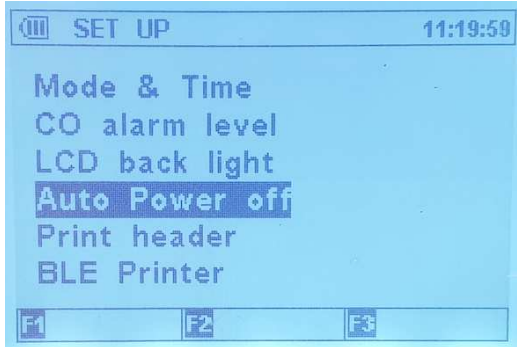 SET UP 11:19:59
Mode & Time
CO alarm level
LCD back light
Auto Power off
Print header
BLE Printer
F1 F2 F3